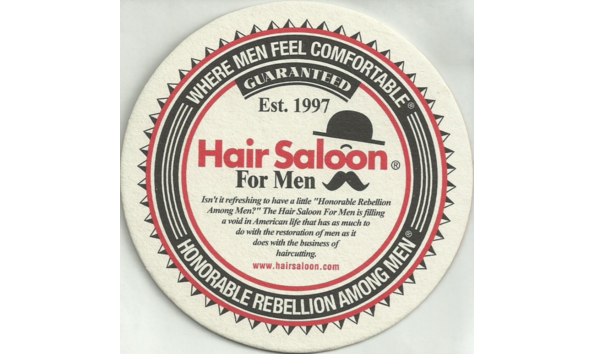 WHERE MEN FEEL COMFORTABLE®
GUARANTEED
Est. 1997
Hair Saloon®
For Men
Isn't it refreshing to have a little "Honorable Rebellion
Among Men?" The Hair Saloon For Men is filling
a void in American life that has as much to
do with the restoration of men as it
does with the business of
haircutting.
www.hairsaloon.com
HONORABLE REBELLION AMONG MEN®